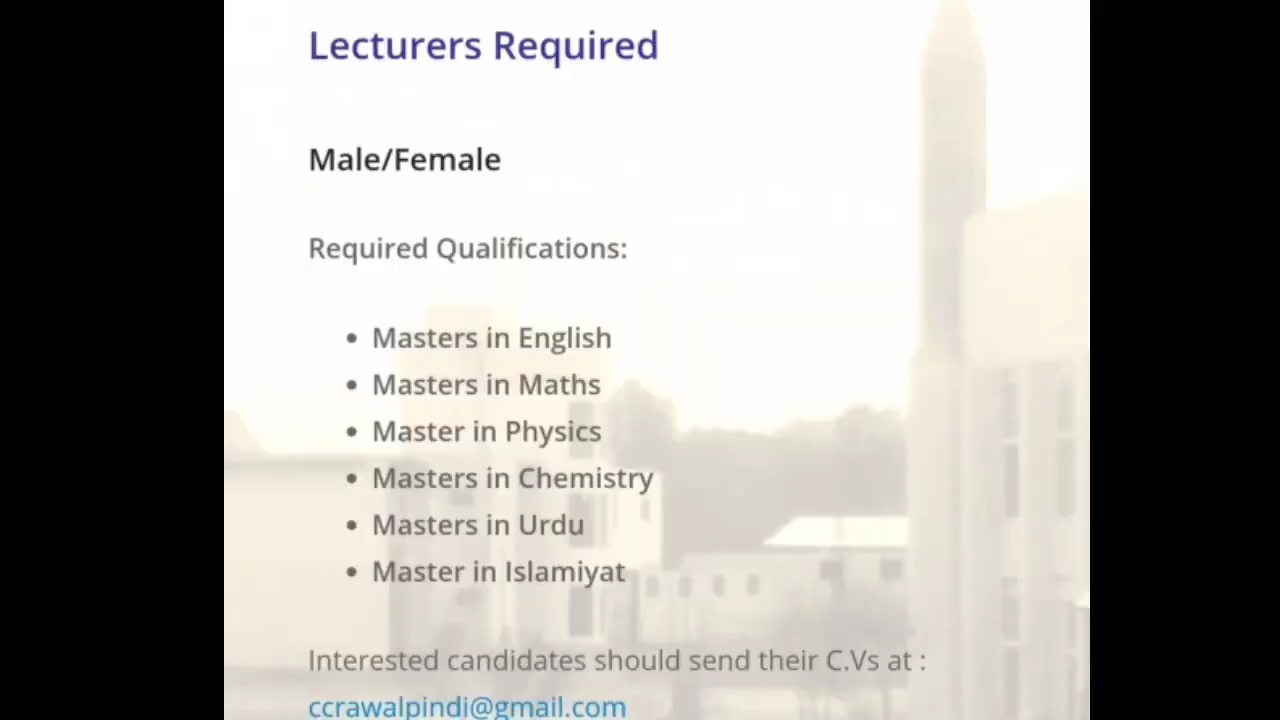 Lecturers Required
Male/Female
Required Qualifications:
• Masters in English
• Masters in Maths
• Master in Physics
• Masters in Chemistry
• Masters in Urdu
• Master in Islamiyat
Interested candidates should send their C.Vs at :
ccrawalpindi@gmail.com